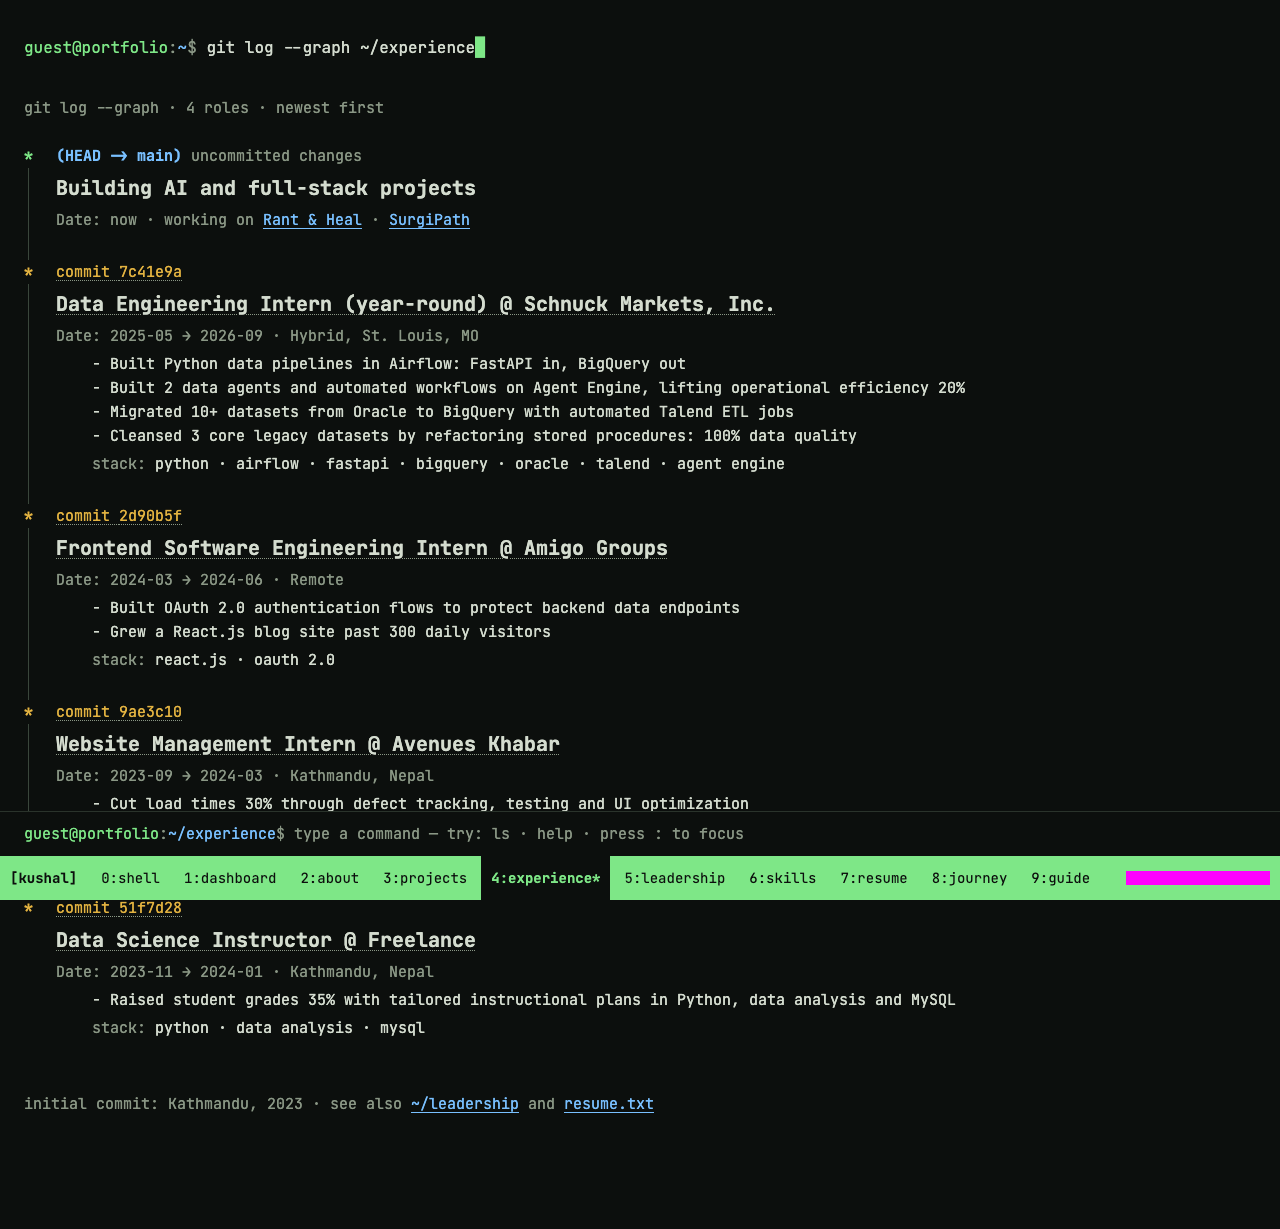 guest@portfolio:~$ git log --graph ~/experience
git log --graph · 4 roles · newest first
* (HEAD -> main) uncommitted changes
Building AI and full-stack projects
Date: now · working on Rant & Heal · SurgiPath
* commit 7c41e9a
Data Engineering Intern (year-round) @ Schnuck Markets, Inc.
Date: 2025-05 → 2026-09 · Hybrid, St. Louis, MO
- Built Python data pipelines in Airflow: FastAPI in, BigQuery out
- Built 2 data agents and automated workflows on Agent Engine, lifting operational efficiency 20%
- Migrated 10+ datasets from Oracle to BigQuery with automated Talend ETL jobs
- Cleansed 3 core legacy datasets by refactoring stored procedures: 100% data quality
stack: python · airflow · fastapi · bigquery · oracle · talend · agent engine
* commit 2d90b5f
Frontend Software Engineering Intern @ Amigo Groups
Date: 2024-03 → 2024-06 · Remote
- Built OAuth 2.0 authentication flows to protect backend data endpoints
- Grew a React.js blog site past 300 daily visitors
stack: react.js · oauth 2.0
* commit 9ae3c10
Website Management Intern @ Avenues Khabar
Date: 2023-09 → 2024-03 · Kathmandu, Nepal
- Cut load times 30% through defect tracking, testing and UI optimization
guest@portfolio:~/experience$ type a command — try: ls · help · press : to focus
[kushal] 0:shell 1:dashboard 2:about 3:projects 4:experience* 5:leadership 6:skills 7:resume 8:journey 9:guide
* commit 51f7d28
Data Science Instructor @ Freelance
Date: 2023-11 → 2024-01 · Kathmandu, Nepal
- Raised student grades 35% with tailored instructional plans in Python, data analysis and MySQL
stack: python · data analysis · mysql
initial commit: Kathmandu, 2023 · see also ~/leadership and resume.txt